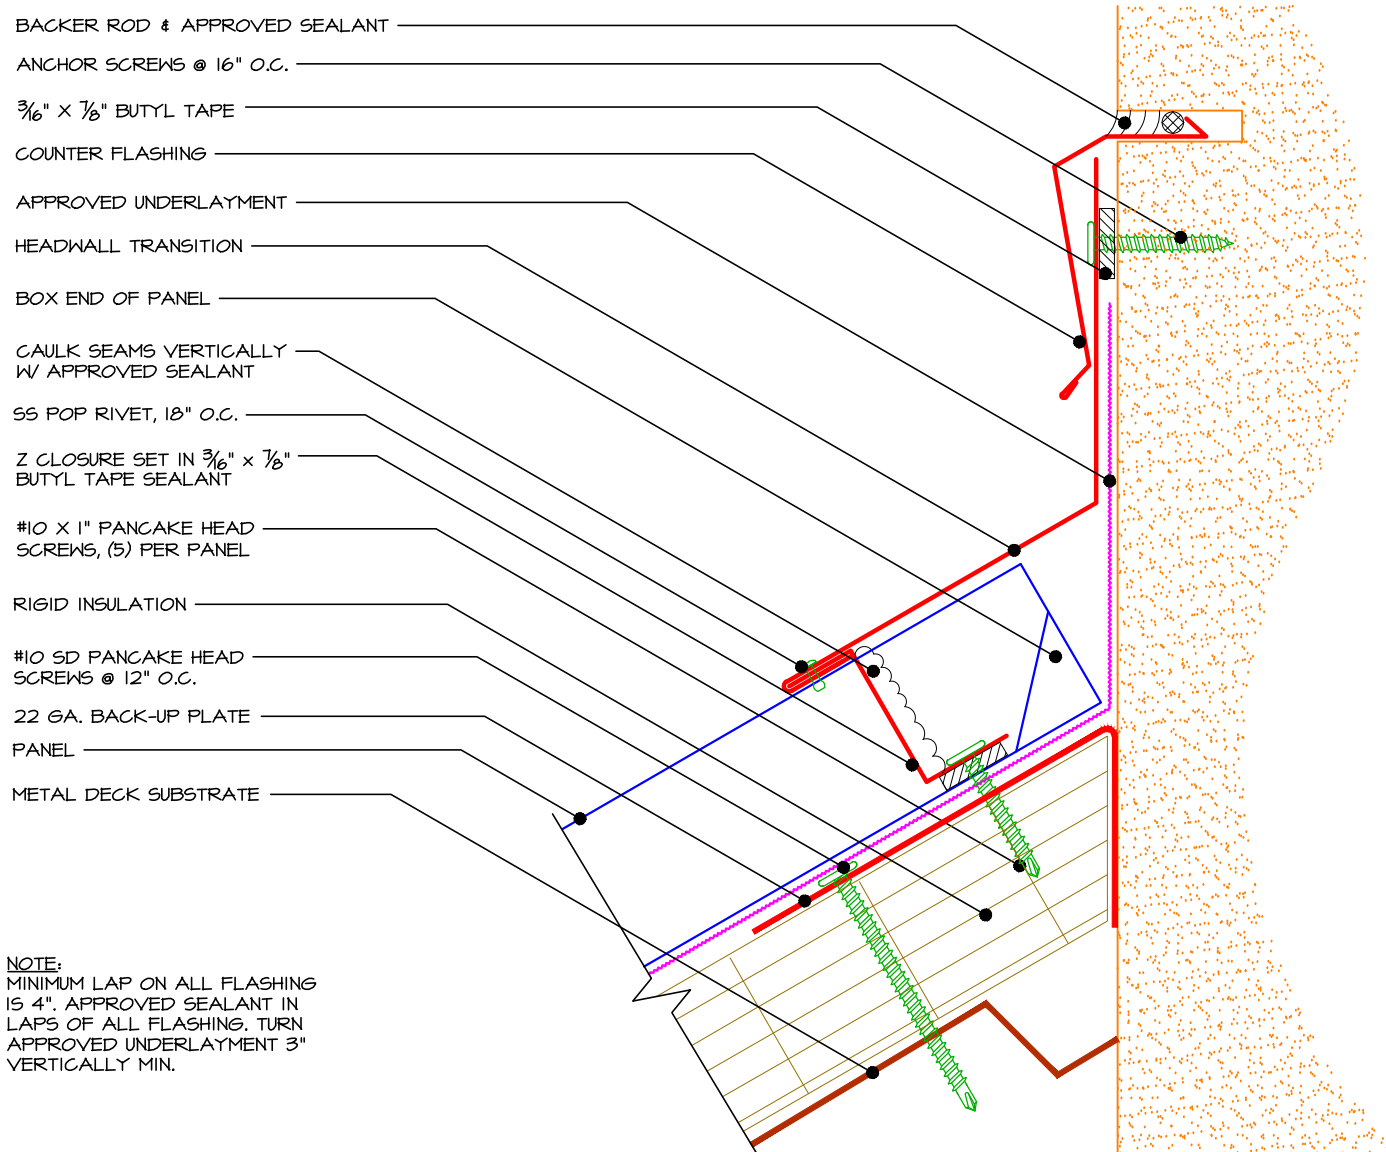 BACKER ROD & APPROVED SEALANT
ANCHOR SCREWS @ 16" O.C.
3/16" X 7/8" BUTYL TAPE
COUNTER FLASHING
APPROVED UNDERLAYMENT
HEADWALL TRANSITION
BOX END OF PANEL
CAULK SEAMS VERTICALLY
W/ APPROVED SEALANT
SS POP RIVET, 18" O.C.
Z CLOSURE SET IN 3/16" X 7/8"
BUTYL TAPE SEALANT
#10 X 1" PANCAKE HEAD
SCREWS, (5) PER PANEL
RIGID INSULATION
#10 SD PANCAKE HEAD
SCREWS @ 12" O.C.
22 GA. BACK-UP PLATE
PANEL
METAL DECK SUBSTRATE
NOTE:
MINIMUM LAP ON ALL FLASHING
IS 4". APPROVED SEALANT IN
LAPS OF ALL FLASHING. TURN
APPROVED UNDERLAYMENT 3"
VERTICALLY MIN.